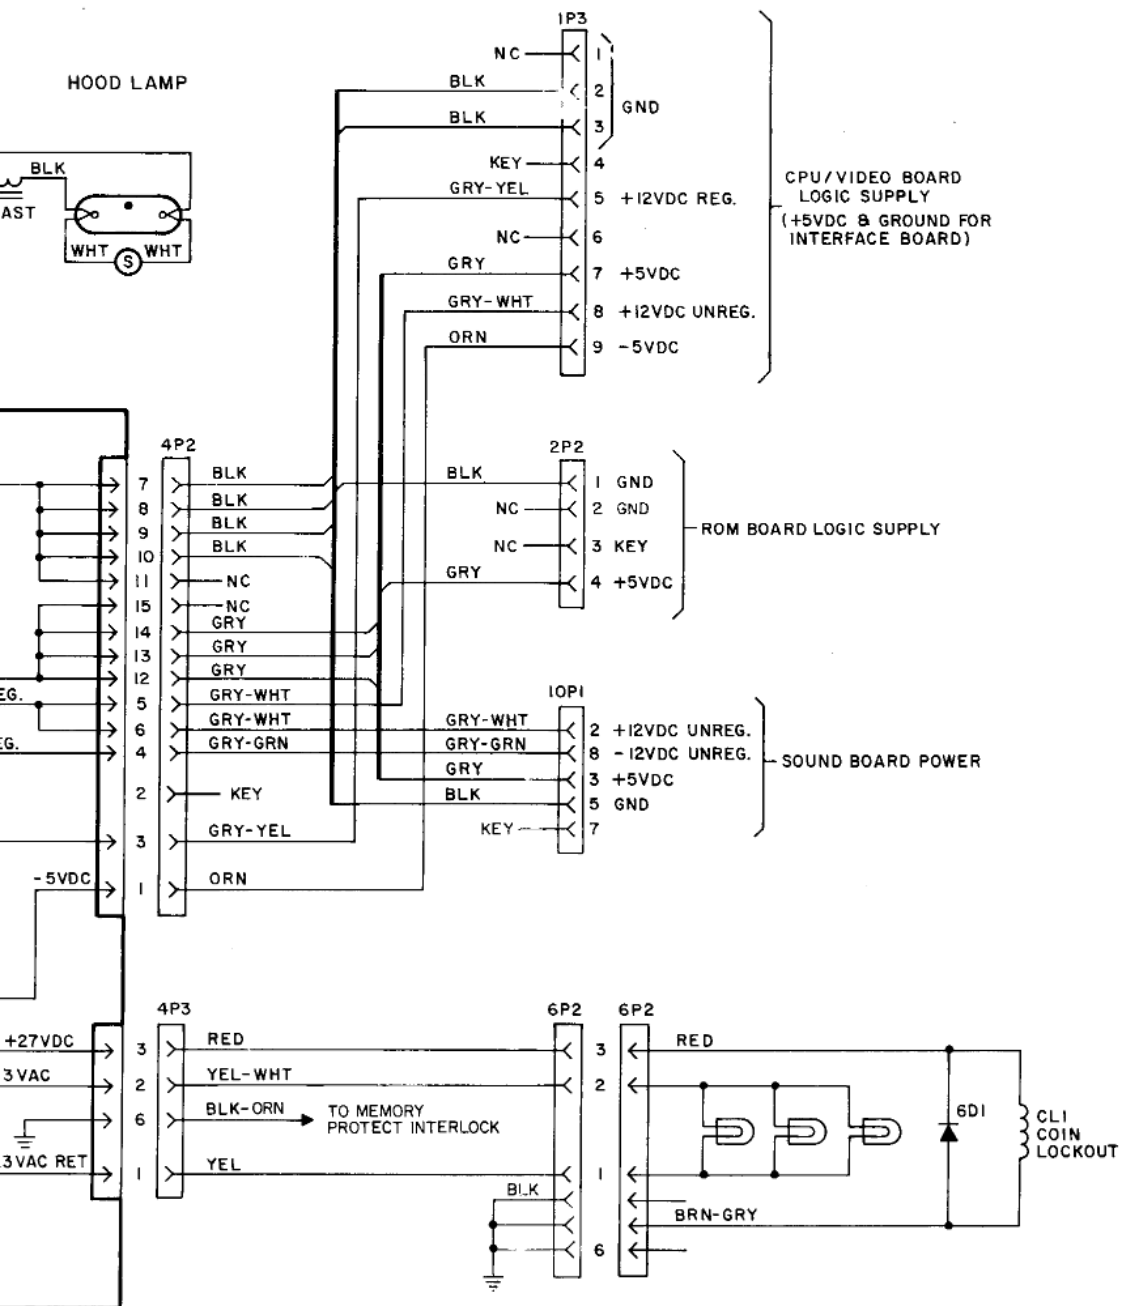 1P3
NC
1
HOOD LAMP
BLK
2
GND
BLK
3
KEY
4
BLK
AST
WHT
S
WHT
GRY-YEL
5
+12VDC REG.
NC
6
GRY
7
+5VDC
GRY-WHT
8
+12VDC UNREG.
ORN
9
-5VDC
CPU/VIDEO BOARD
LOGIC SUPPLY
(+5VDC & GROUND FOR
INTERFACE BOARD)
4P2
7
BLK
8
BLK
9
BLK
10
BLK
11
NC
15
NC
14
GRY
13
GRY
12
GRY
EG.
5
GRY-WHT
6
GRY-WHT
G.
4
GRY-GRN
2
KEY
3
GRY-YEL
-5VDC
1
ORN
2P2
BLK
1 GND
NC
2 GND
NC
3 KEY
GRY
4 +5VDC
ROM BOARD LOGIC SUPPLY
10P1
GRY-WHT
2 +12VDC UNREG.
GRY-GRN
8 -12VDC UNREG.
GRY
3 +5VDC
BLK
5 GND
KEY
7
SOUND BOARD POWER
4P3
6P2
6P2
+27VDC
3
RED
3
RED
3VAC
2
YEL-WHT
2
6
BLK-ORN
TO MEMORY
PROTECT INTERLOCK
3VAC RET
1
YEL
1
BLK
BRN-GRY
6
6D1
CL1
COIN
LOCKOUT